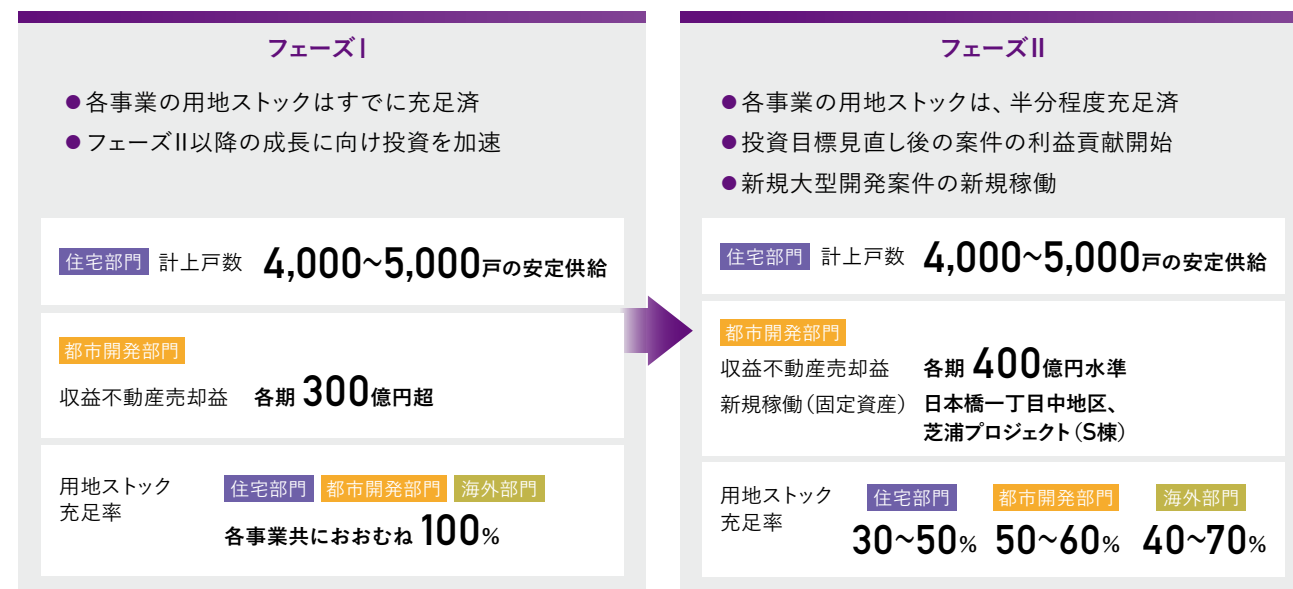 フェーズI
●各事業の用地ストックはすでに充足済
●フェーズII以降の成長に向け投資を加速
住宅部門 計上戸数 4,000~5,000戸の安定供給
都市開発部門
収益不動産売却益 各期 300億円超
用地ストック
充足率
住宅部門 都市開発部門 海外部門
各事業共におおむね 100%
フェーズII
●各事業の用地ストックは、半分程度充足済
●投資目標見直し後の案件の利益貢献開始
●新規大型開発案件の新規稼働
住宅部門 計上戸数 4,000~5,000戸の安定供給
都市開発部門
収益不動産売却益 各期 400億円水準
新規稼働（固定資産） 日本橋一丁目中地区、
芝浦プロジェクト（S棟）
用地ストック
充足率
住宅部門 都市開発部門 海外部門
30~50% 50~60% 40~70%